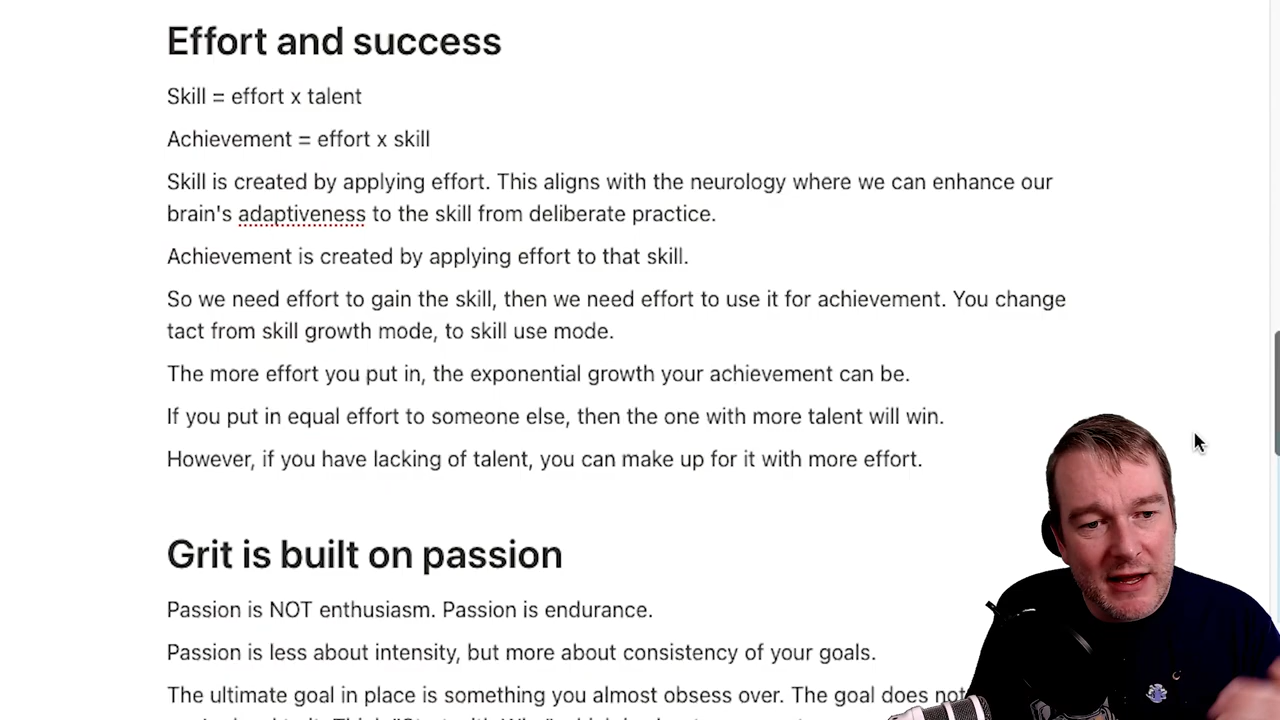 Effort and success
Skill = effort x talent
Achievement = effort x skill
Skill is created by applying effort. This aligns with the neurology where we can enhance our
brain's adaptiveness to the skill from deliberate practice.
Achievement is created by applying effort to that skill.
So we need effort to gain the skill, then we need effort to use it for achievement. You change
tact from skill growth mode, to skill use mode.
The more effort you put in, the exponential growth your achievement can be.
If you put in equal effort to someone else, then the one with more talent will win.
However, if you have lacking of talent, you can make up for it with more effort.
Grit is built on passion
Passion is NOT enthusiasm. Passion is endurance.
Passion is less about intensity, but more about consistency of your goals.
The ultimate goal in place is something you almost obsess over. The goal does not